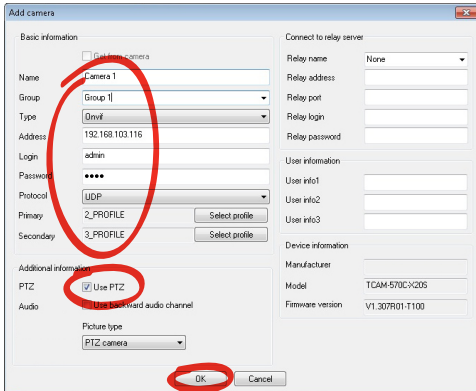 Add camera
Basic information
Get from camera
Name Camera 1
Group Group 1
Type Onvif
Address 192.168.103.116
Login admin
Password ••••
Protocol UDP
Primary 2_PROFILE Select profile
Secondary 3_PROFILE Select profile
Additional information
PTZ Use PTZ
Audio Use backward audio channel
Picture type
PTZ camera
Connect to relay server
Relay name None
Relay address
Relay port
Relay login
Relay password
User information
User info1
User info2
User info3
Device information
Manufacturer
Model TCAM-570C-X20S
Firmware version V1.307R01-T100
OK Cancel